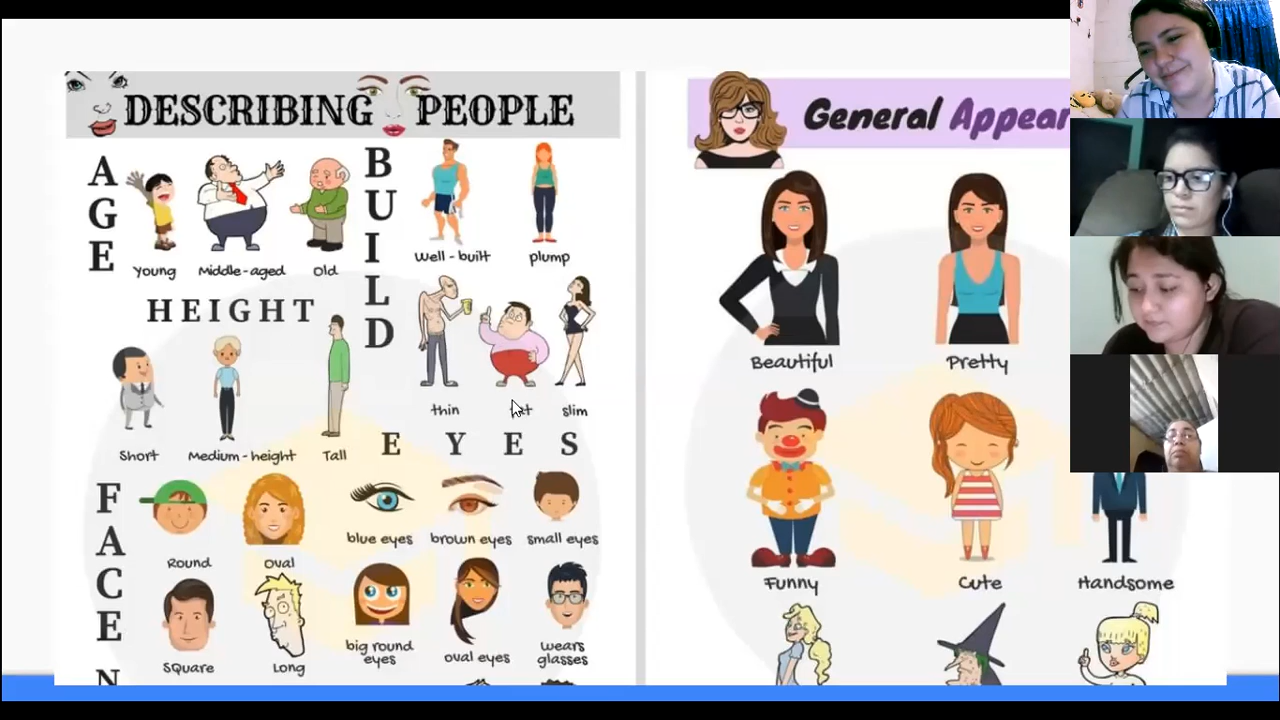 DESCRIBING PEOPLE
AGE
Young Middle-aged Old
HEIGHT
Short Medium-height Tall
BUILD
Well-built plump
thin slim
EYES
blue eyes brown eyes small eyes
big round eyes oval eyes wears glasses
FACE
Round Oval
SQuare Long
General
Beautiful Pretty
Funny Cute Handsome